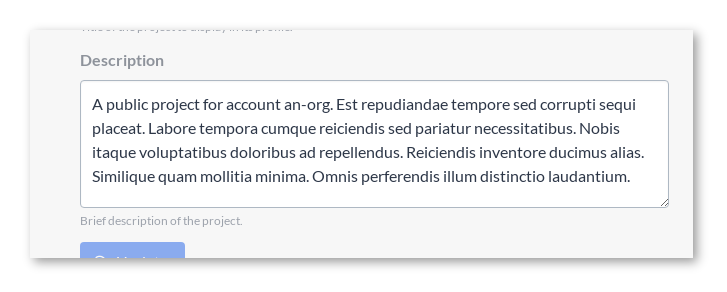 Description
A public project for account an-org. Est repudiandae tempore sed corrupti sequi
placeat. Labore tempora cumque reiciendis sed pariatur necessitatibus. Nobis
itaque voluptatibus doloribus ad repellendus. Reiciendis inventore ducimus alias.
Similique quam mollitia minima. Omnis perferendis illum distinctio laudantium.
Brief description of the project.